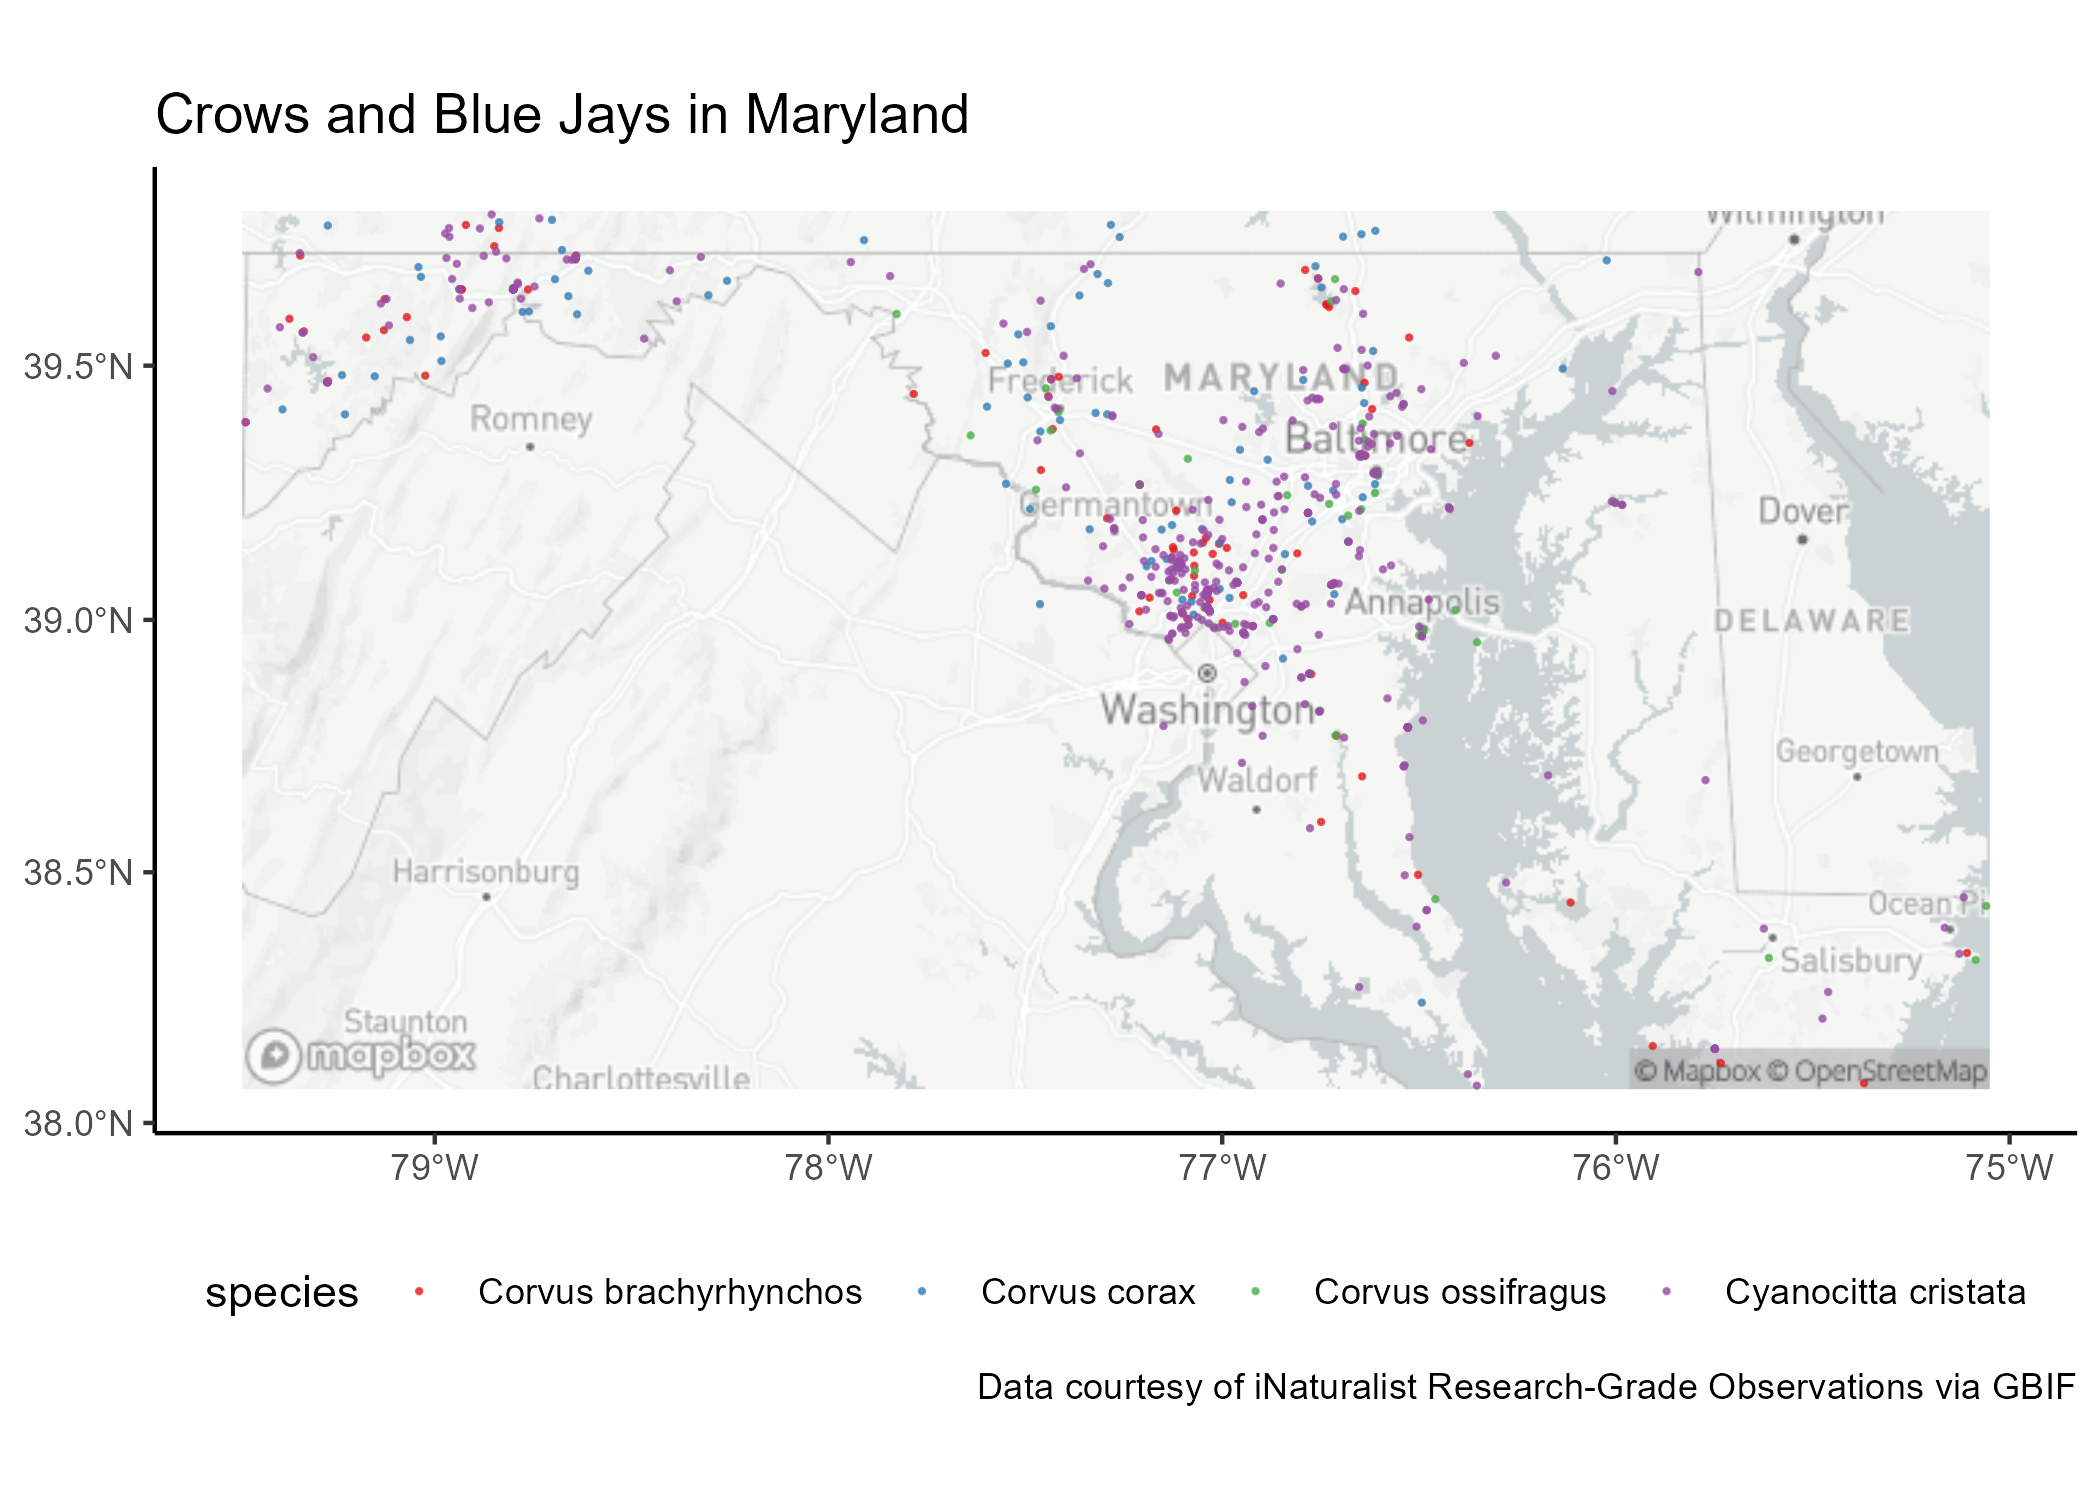 Crows and Blue Jays in Maryland
Wilmington
39.5°N
Frederick
MARYLAND
Romney
Baltimore
Germantown
Dover
39.0°N
Annapolis
DELAWARE
Washington
Georgetown
Waldorf
38.5°N
Harrisonburg
Ocean Pi
Salisbury
Staunton
mapbox
Charlottesville
© Mapbox © OpenStreetMap
38.0°N
79°W 78°W 77°W 76°W 75°W
species Corvus brachyrhynchos Corvus corax Corvus ossifragus Cyanocitta cristata
Data courtesy of iNaturalist Research-Grade Observations via GBIF